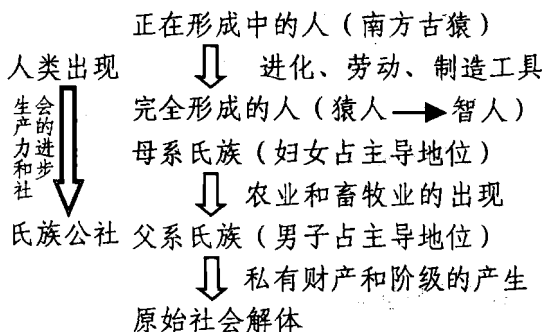 正在形成中的人（南方古猿）
人类出现
进化、劳动、制造工具
完全形成的人（猿人→智人）
生产力和社
会的进步
母系氏族（妇女占主导地位）
农业和畜牧业的出现
氏族公社
父系氏族（男子占主导地位）
私有财产和阶级的产生
原始社会解体